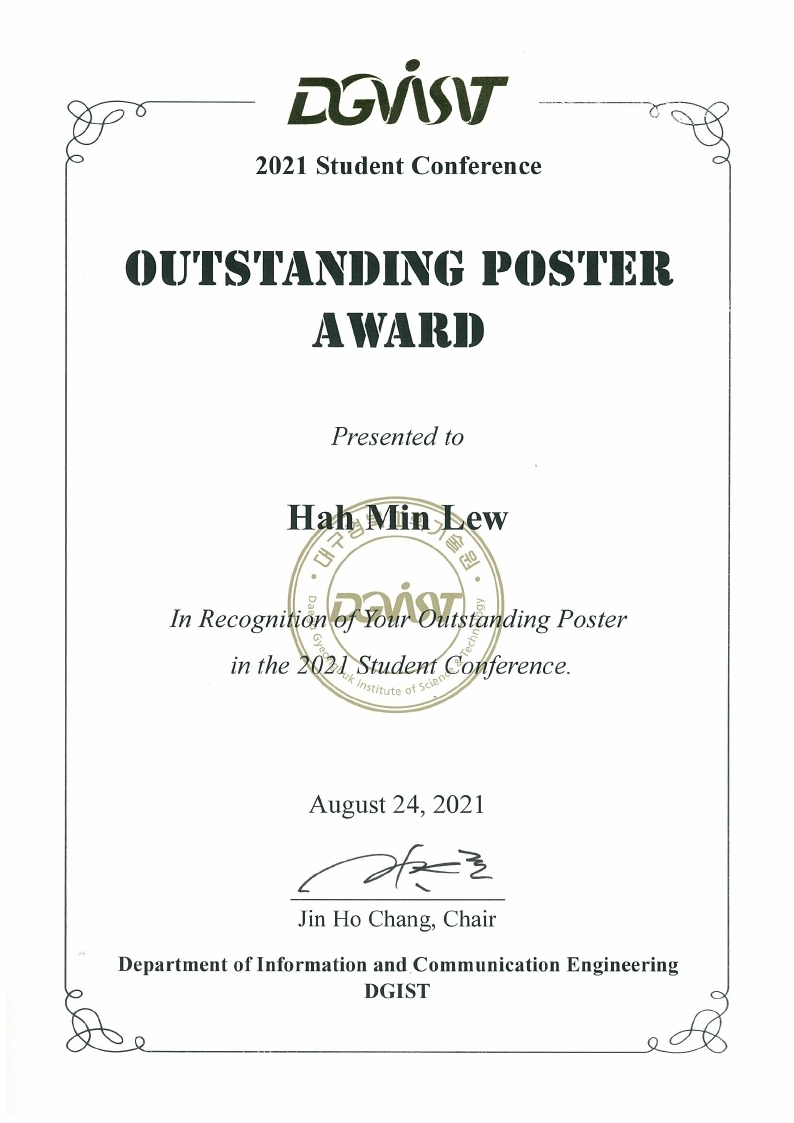 DGIST
2021 Student Conference
OUTSTANDING POSTER
AWARD
Presented to
Hah Min Lew
대구경북과학기술원
DGIST
Daegu Gyeongbuk Institute of Science & Technology
In Recognition of Your Outstanding Poster
in the 2021 Student Conference.
August 24, 2021
Jin Ho Chang, Chair
Department of Information and Communication Engineering
DGIST